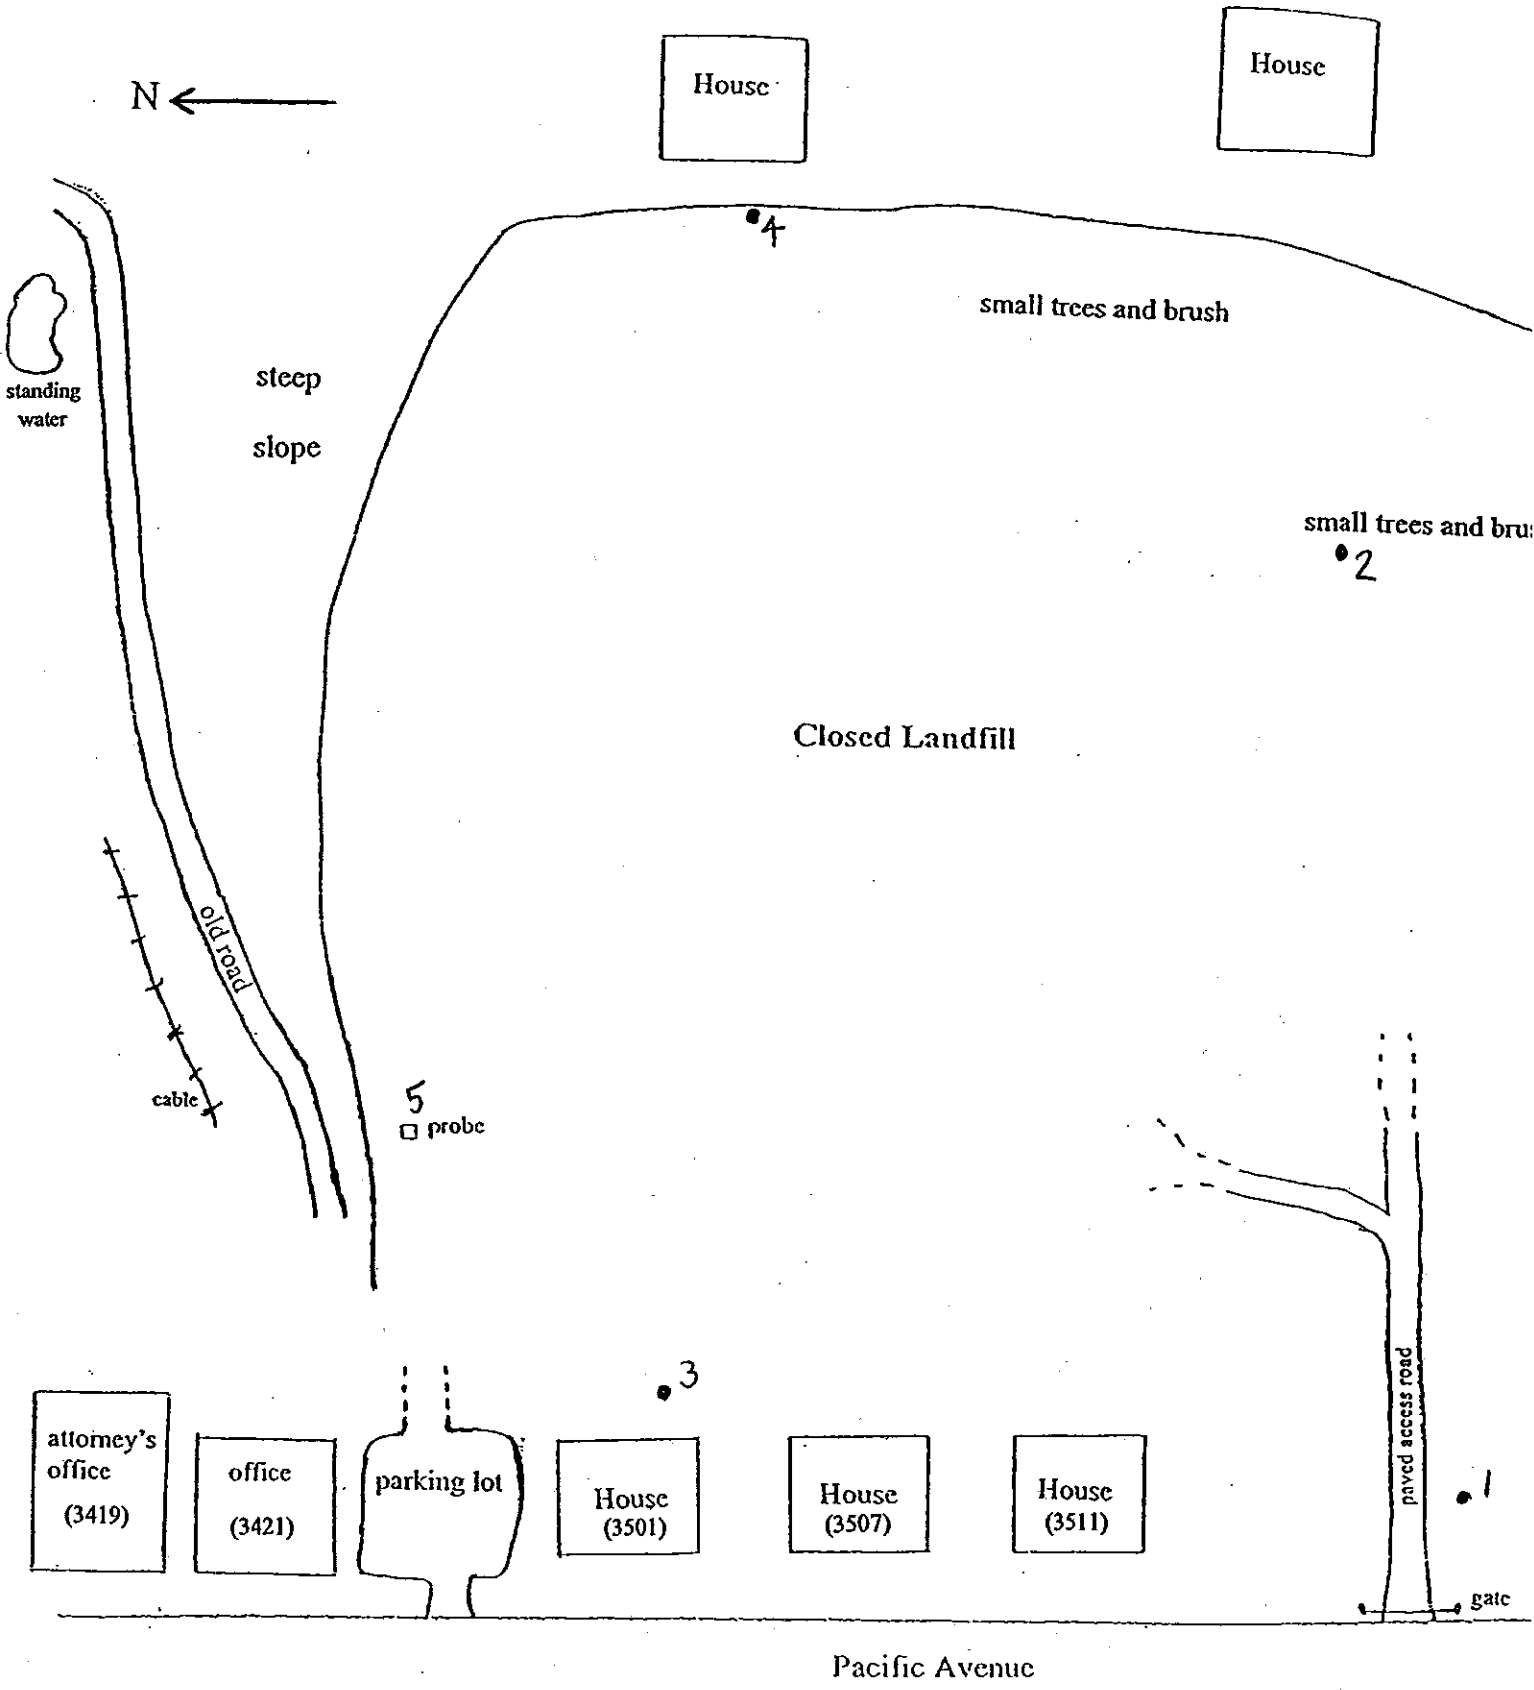 House
House
N
4
small trees and brush
standing
water
steep
slope
small trees and bru
2
Closed Landfill
old road
cable
5
probe
3
attorney's
office
(3419)
office
(3421)
parking lot
House
(3501)
House
(3507)
House
(3511)
paved access road
1
gate
Pacific Avenue